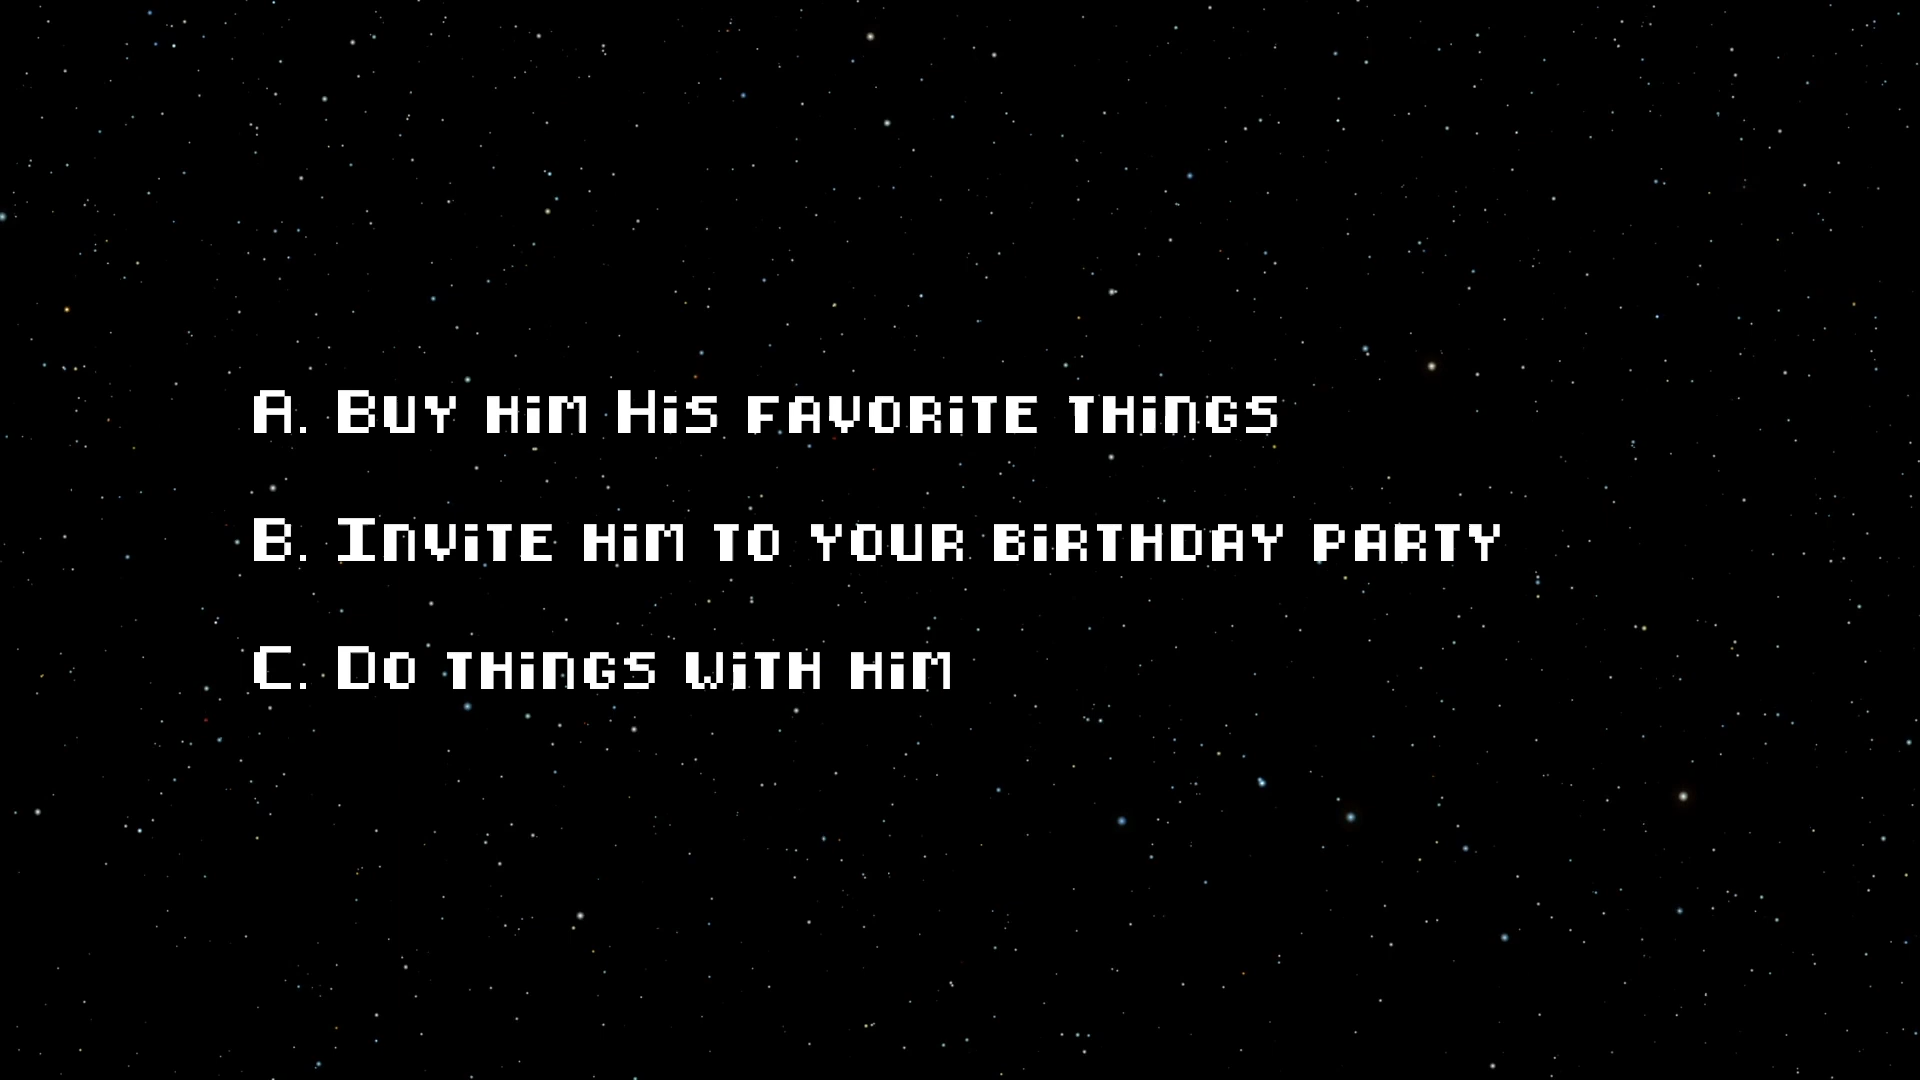 A. Buy him His favorite things
B. Invite him to your birthday party
C. Do things with him